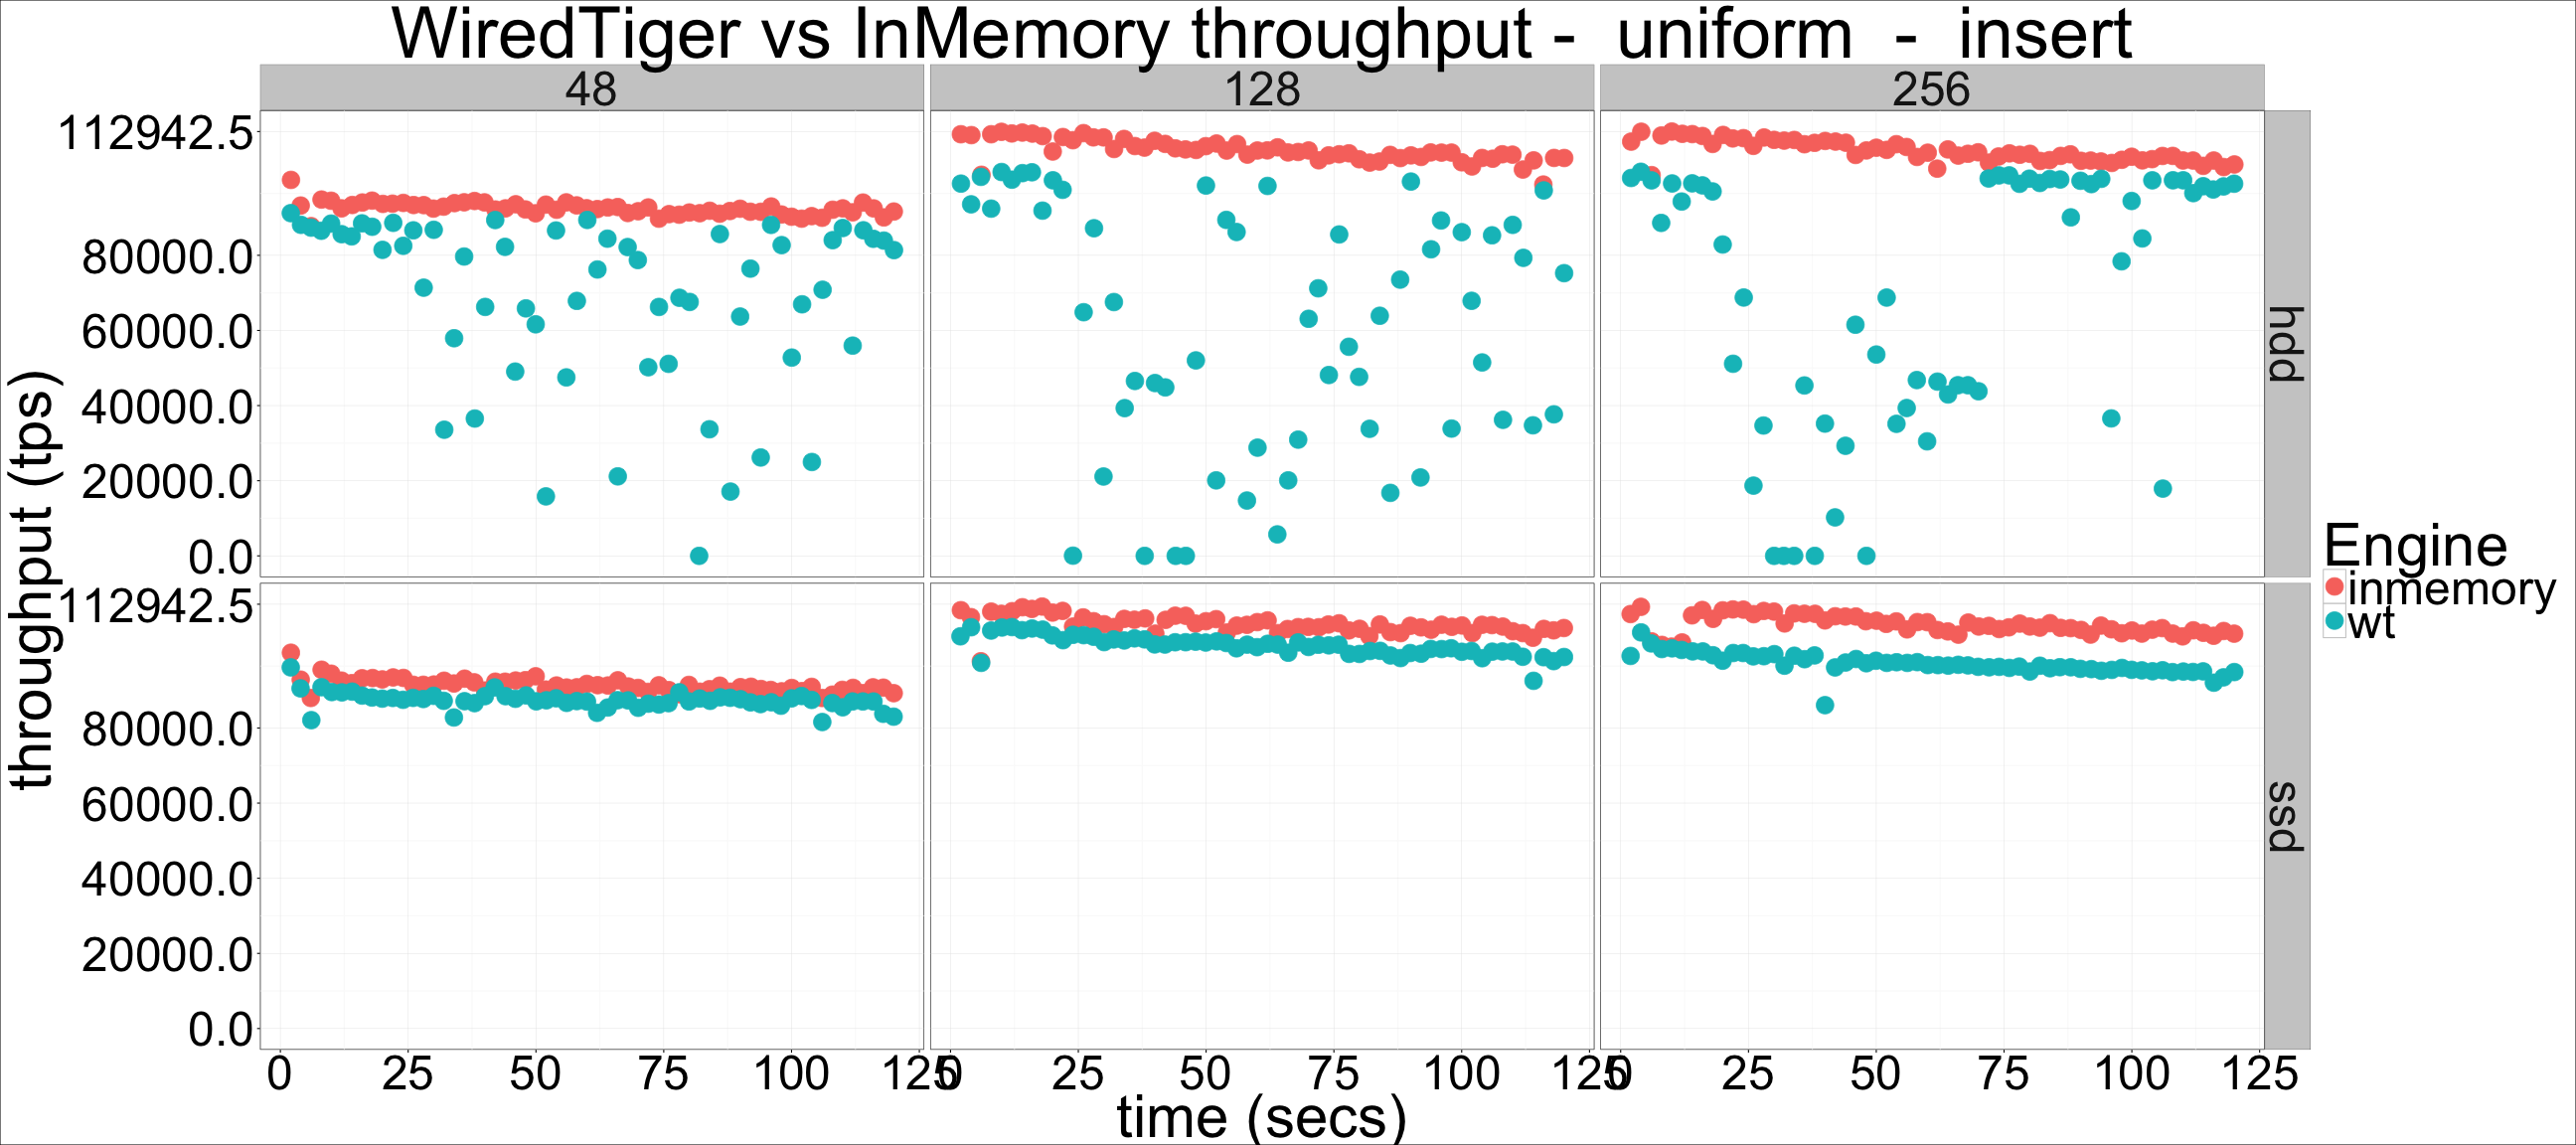 WiredTiger vs InMemory throughput - uniform - insert
48 128 256
112942.5
80000.0
60000.0
40000.0
20000.0
0.0
hdd
112942.5
80000.0
60000.0
40000.0
20000.0
0.0
ssd
throughput (tps)
0 25 50 75 100 125 0 25 50 75 100 125 0 25 50 75 100 125
time (secs)
Engine
inmemory
wt